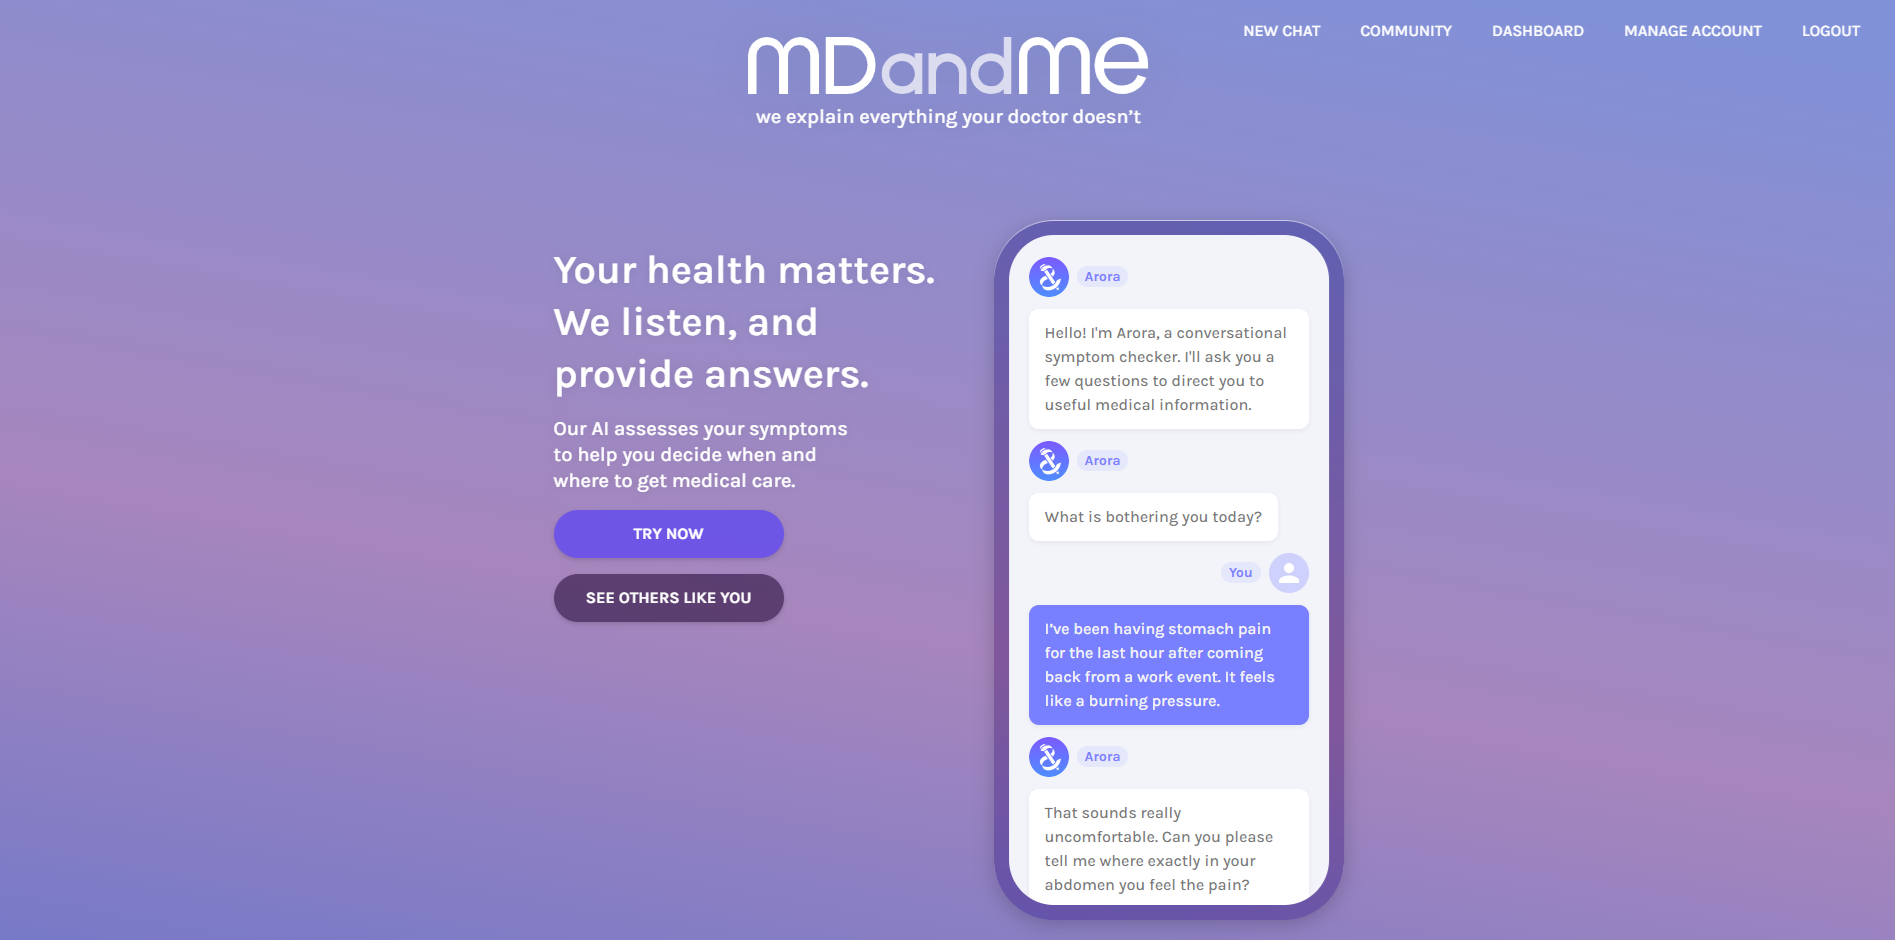 NEW CHAT COMMUNITY DASHBOARD MANAGE ACCOUNT LOGOUT
MDandME
we explain everything your doctor doesn’t
Your health matters.
We listen, and
provide answers.
Our AI assesses your symptoms
to help you decide when and
where to get medical care.
TRY NOW
SEE OTHERS LIKE YOU
Arora
Hello! I'm Arora, a conversational
symptom checker. I'll ask you a
few questions to direct you to
useful medical information.
Arora
What is bothering you today?
You
I’ve been having stomach pain
for the last hour after coming
back from a work event. It feels
like a burning pressure.
Arora
That sounds really
uncomfortable. Can you please
tell me where exactly in your
abdomen you feel the pain?